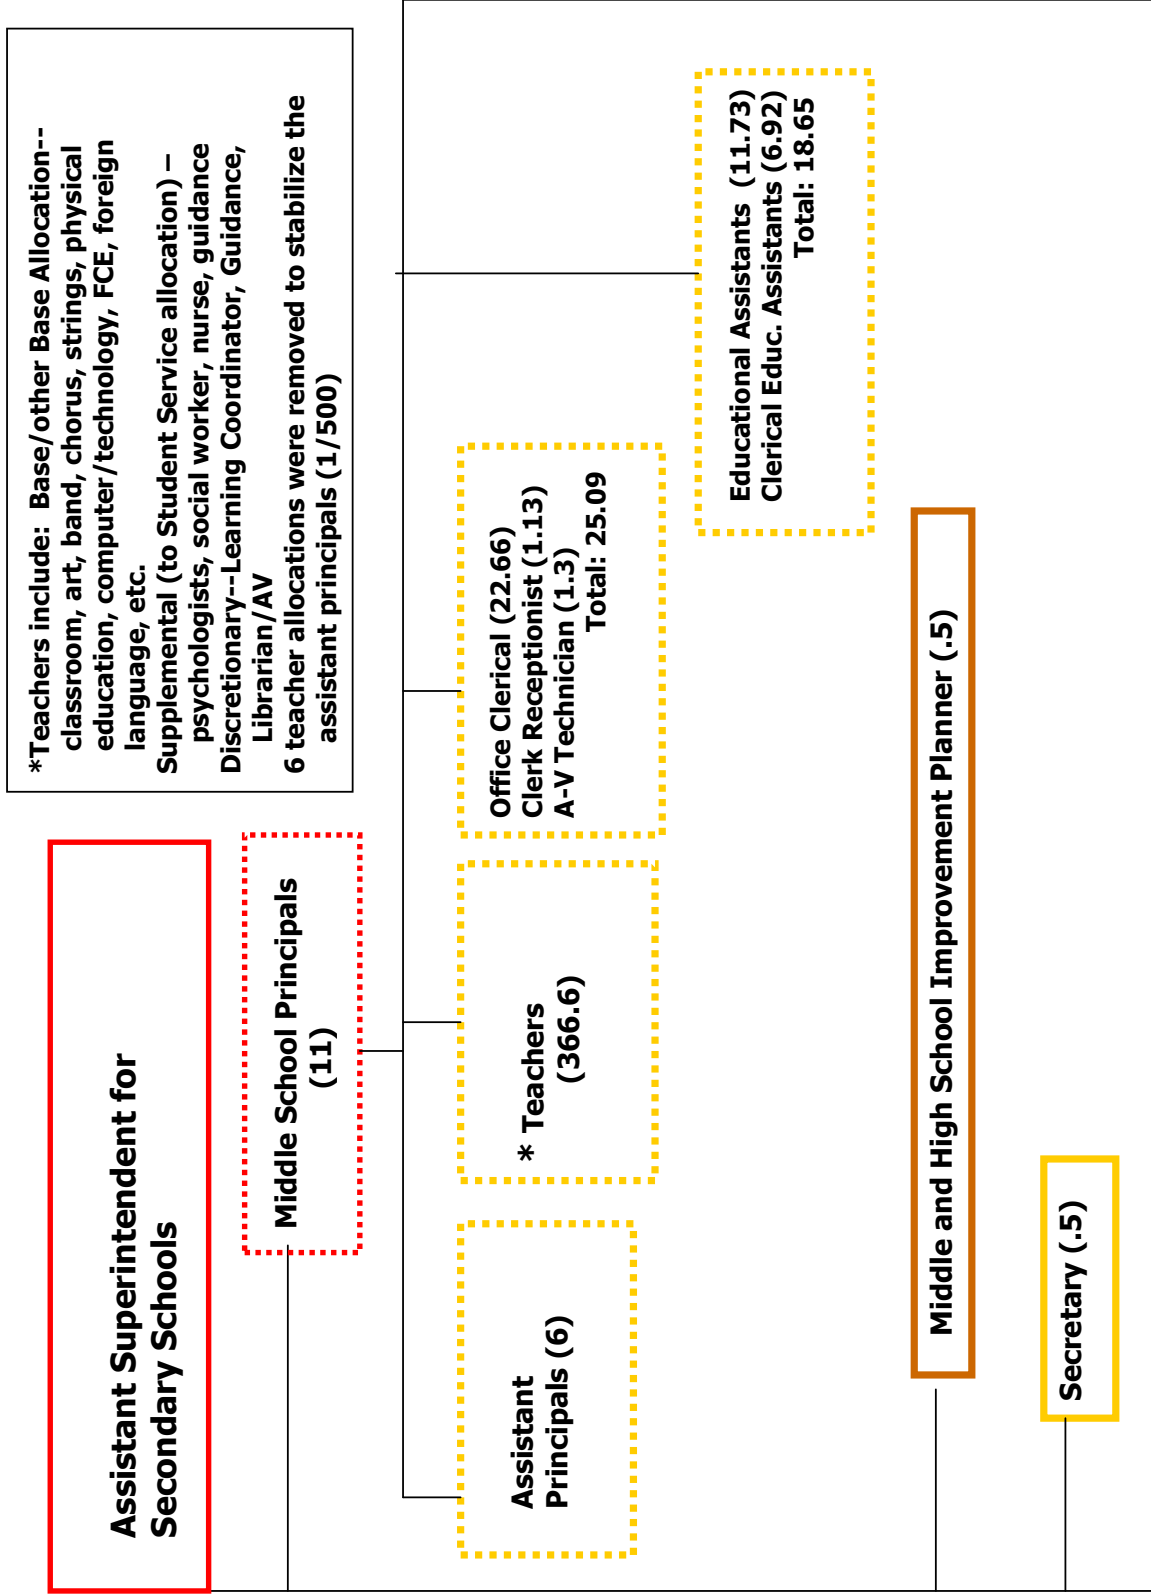 Assistant Superintendent for
Secondary Schools
*Teachers include:  Base/other Base Allocation--
classroom, art, band, chorus, strings, physical
education, computer/technology, FCE, foreign
language, etc.
Supplemental (to Student Service allocation) –
psychologists, social worker, nurse, guidance
Discretionary--Learning Coordinator, Guidance,
Librarian/AV
6 teacher allocations were removed to stabilize the
assistant principals (1/500)
Middle School Principals
(11)
Assistant
Principals (6)
* Teachers
(366.6)
Office Clerical (22.66)
Clerk Receptionist (1.13)
A-V Technician (1.3)
Total: 25.09
Educational Assistants  (11.73)
Clerical Educ. Assistants (6.92)
Total: 18.65
Middle and High School Improvement Planner (.5)
Secretary (.5)